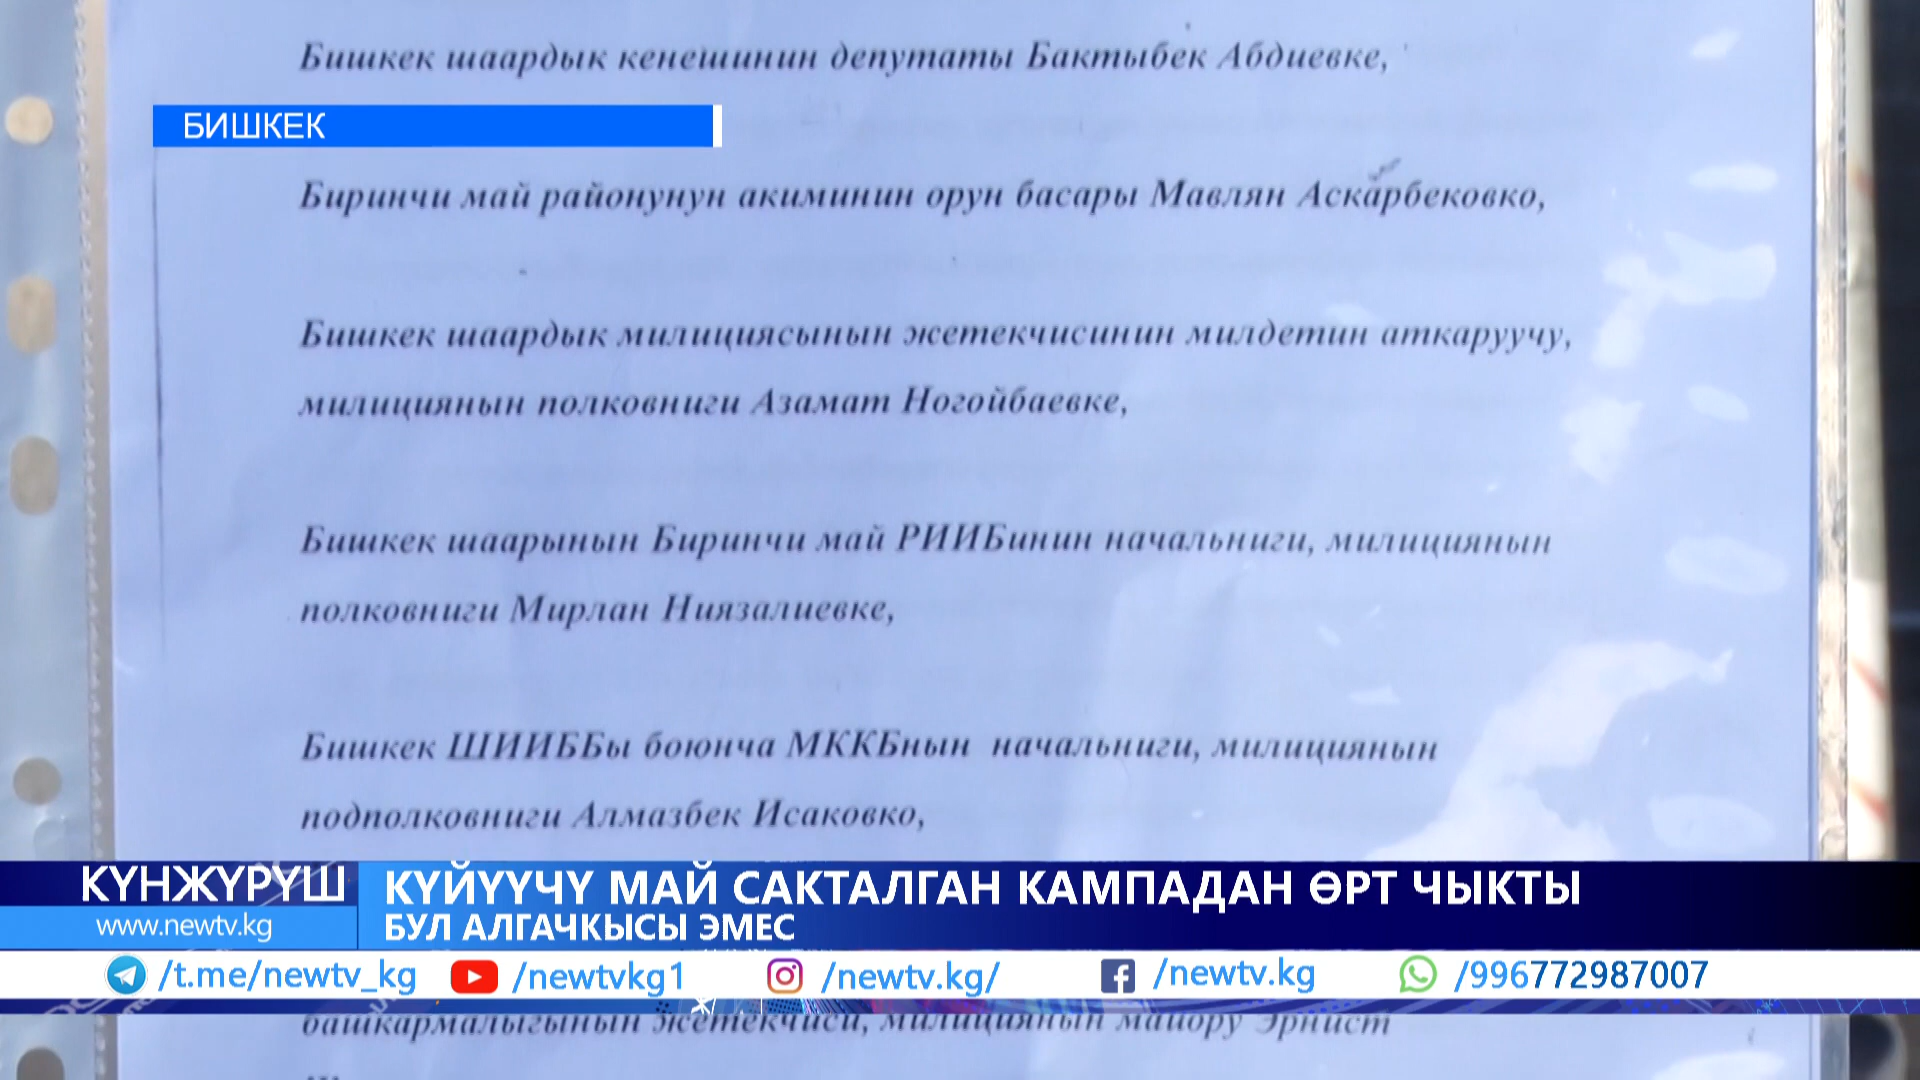 Бишкек шаардык кенешинин депутаты Бактыбек Абдиевке,
БИШКЕК
Биринчи май районунун акиминин орун басары Мавлян Аскарбековко,
Бишкек шаардык милициясынын жетекчисинин милдетин аткаруучу,
милициянын полковниги Азамат Ногойбаевке,
Бишкек шаарынын Биринчи май РИИБинин начальниги, милициянын
полковниги Мирлан Ниязалиевке,
Бишкек ШИИББы боюнча МККБнын начальниги, милициянын
подполковниги Алмазбек Исаковко,
КҮНЖҮРҮШ
www.newtv.kg
КҮЙҮҮЧҮ МАЙ САКТАЛГАН КАМПАДАН ӨРТ ЧЫКТЫ
БУЛ АЛГАЧКЫСЫ ЭМЕС
/t.me/newtv_kg /newtvkg1 /newtv.kg/ /newtv.kg /996772987007
башкармалыгынын жетекчиси, милициянын майору Эрнист